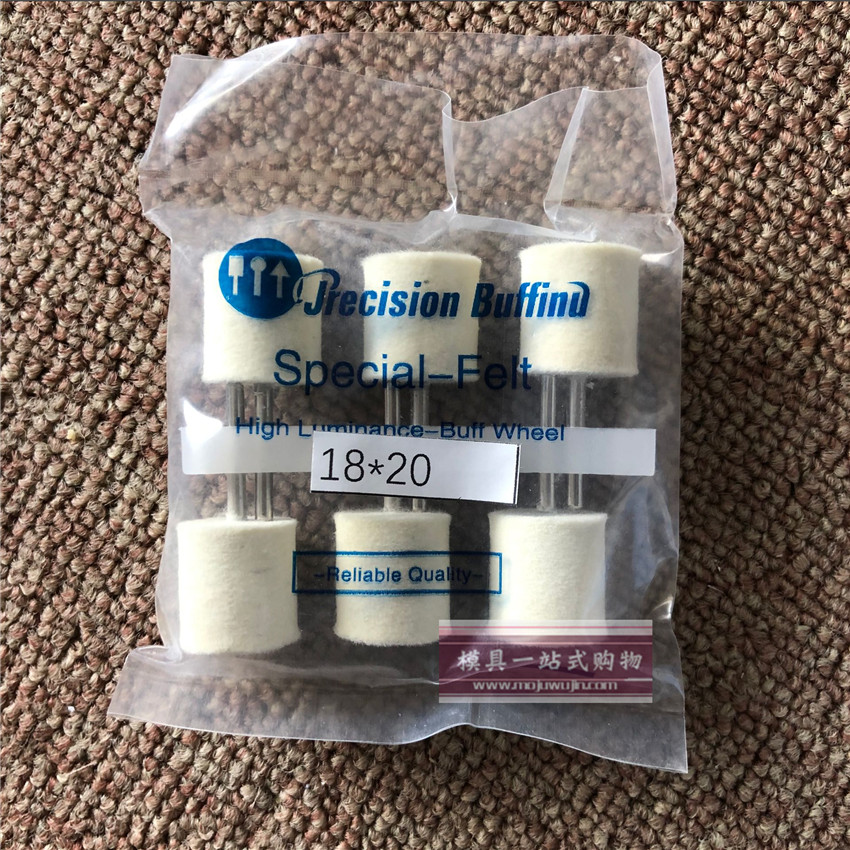 Precision Buffing
Special-Felt
High Luminance-Buff Wheel
18*20
-Reliable Quality-
模具一站式购物
www.mojuwujin.com